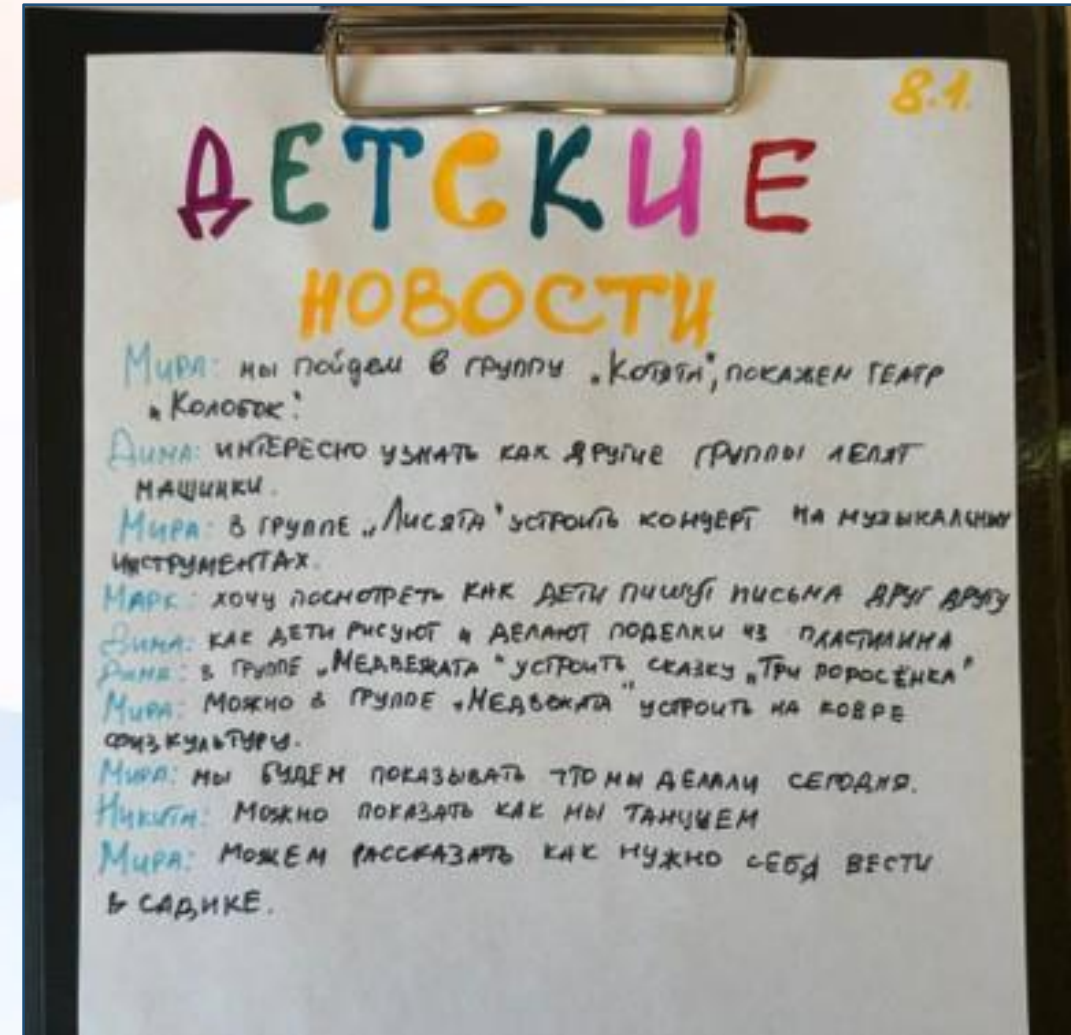 8.1.
ДЕТСКИЕ
НОВОСТИ
Мира: мы пойдем в группу „Котята", покажем театр
„Колобок".
Дима: интересно узнать как другие группы лепят
машинки.
Мира: в группе „Лисята" устроить концерт на музыкальных
инструментах.
Марк: хочу посмотреть как дети пишут письма друг другу
Дима: как дети рисуют и делают поделки из пластилина
Дима: в группе „Медвежата" устроить сказку „Три поросёнка"
Мира: Можно в группе „Медвежата" устроить на ковре
физкультуру.
Мира: мы будем показывать что мы делали сегодня.
Никита: Можно показать как мы танцуем
Мира: Можем рассказать как нужно себя вести
в садике.